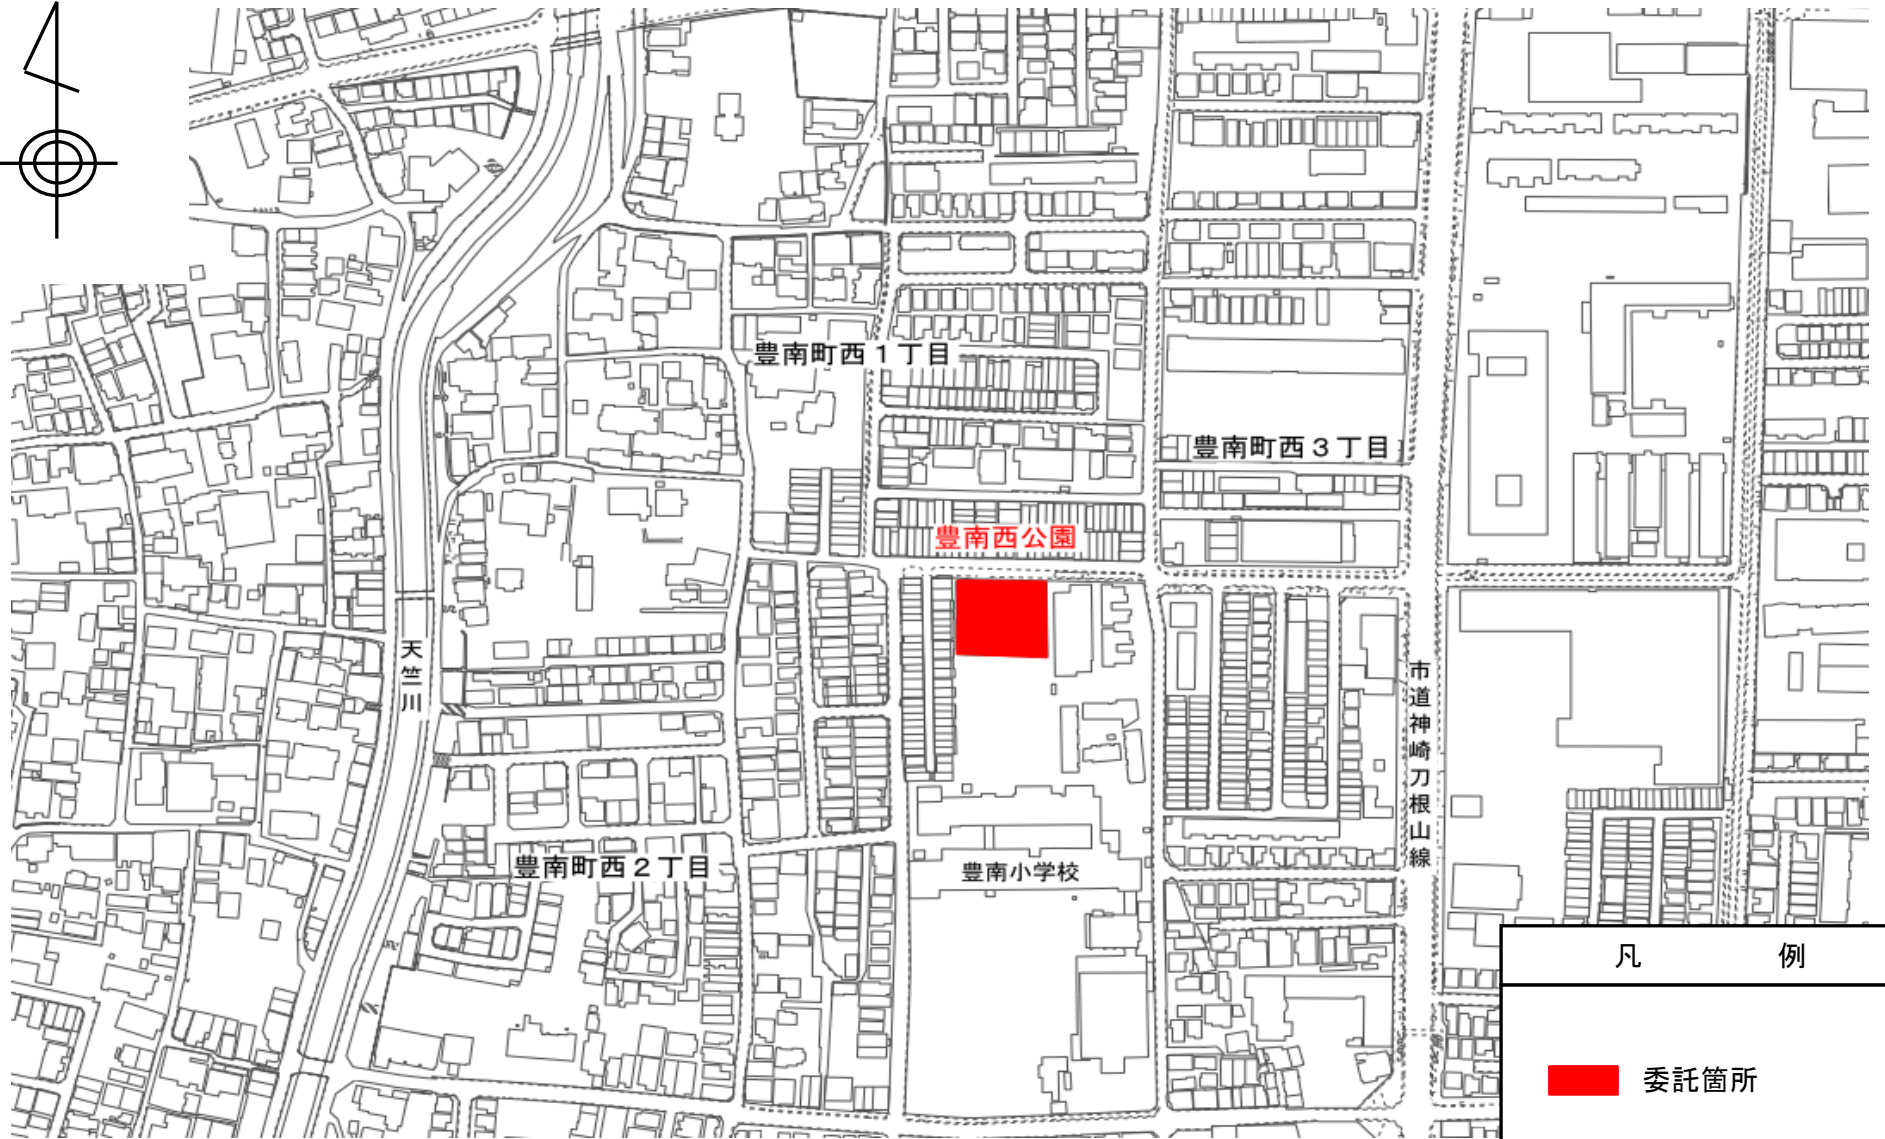 豊南町西１丁目
豊南町西３丁目
豊南西公園
天竺川
市道神崎刀根山線
豊南町西２丁目
豊南小学校
凡例
委託箇所